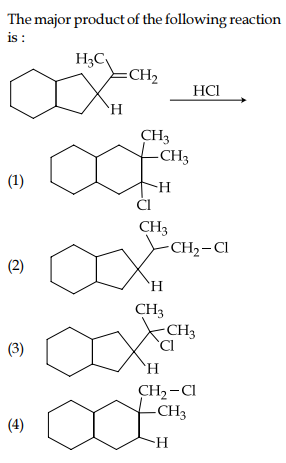 The major product of the following reaction
is :
H₃C
CH₂
H
HCl
CH₃
CH₃
(1)
H
Cl
CH₃
CH₂–Cl
(2)
H
CH₃
CH₃
Cl
(3)
H
CH₂–Cl
CH₃
(4)
H